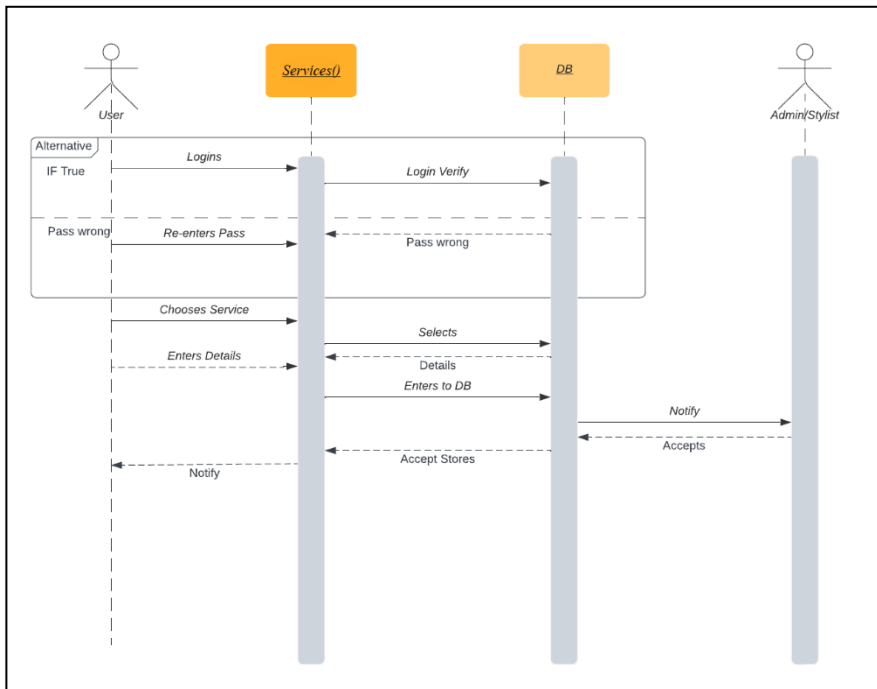 Services()
DB
User
Admin/Stylist
Alternative
IF True
Logins
Login Verify
Pass wrong
Re-enters Pass
Pass wrong
Chooses Service
Selects
Enters Details
Details
Enters to DB
Notify
Accepts
Accept Stores
Notify